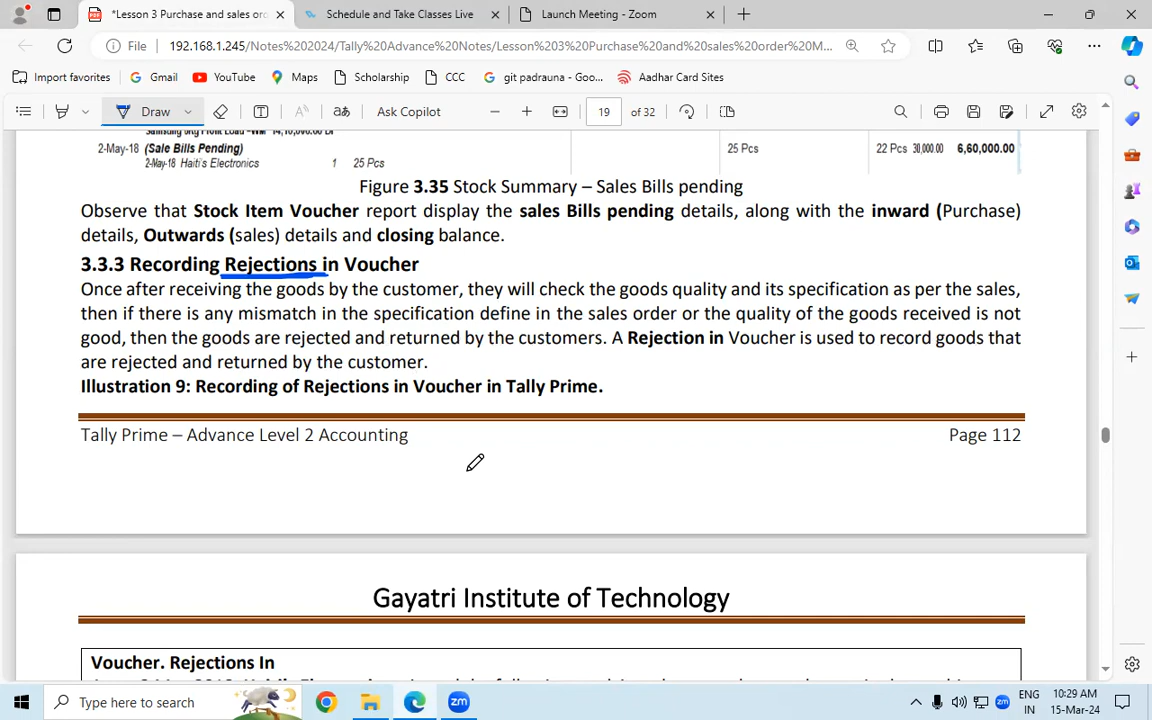 *Lesson 3 Purchase and sales ord
Schedule and Take Classes Live
Launch Meeting - Zoom
File
192.168.1.245/Notes%202024/Tally%20Advance%20Notes/Lesson%203%20Purchase%20and%20sales%20order%20M...
Import favorites
Gmail
YouTube
Maps
Scholarship
CCC
git padrauna - Goo...
Aadhar Card Sites
Draw
Ask Copilot
19 of 32
2-May-18 (Sale Bills Pending) 25 Pcs 22 Pcs 30,000.00 6,60,000.00
2-May-18 Haiti's Electronics 1 25 Pcs
Figure 3.35 Stock Summary – Sales Bills pending
Observe that Stock Item Voucher report display the sales Bills pending details, along with the inward (Purchase)
details, Outwards (sales) details and closing balance.
3.3.3 Recording Rejections in Voucher
Once after receiving the goods by the customer, they will check the goods quality and its specification as per the sales,
then if there is any mismatch in the specification define in the sales order or the quality of the goods received is not
good, then the goods are rejected and returned by the customers. A Rejection in Voucher is used to record goods that
are rejected and returned by the customer.
Illustration 9: Recording of Rejections in Voucher in Tally Prime.
Tally Prime – Advance Level 2 Accounting Page 112
Gayatri Institute of Technology
Voucher. Rejections In
Type here to search
zm
zm
ENG
IN
10:29 AM
15-Mar-24